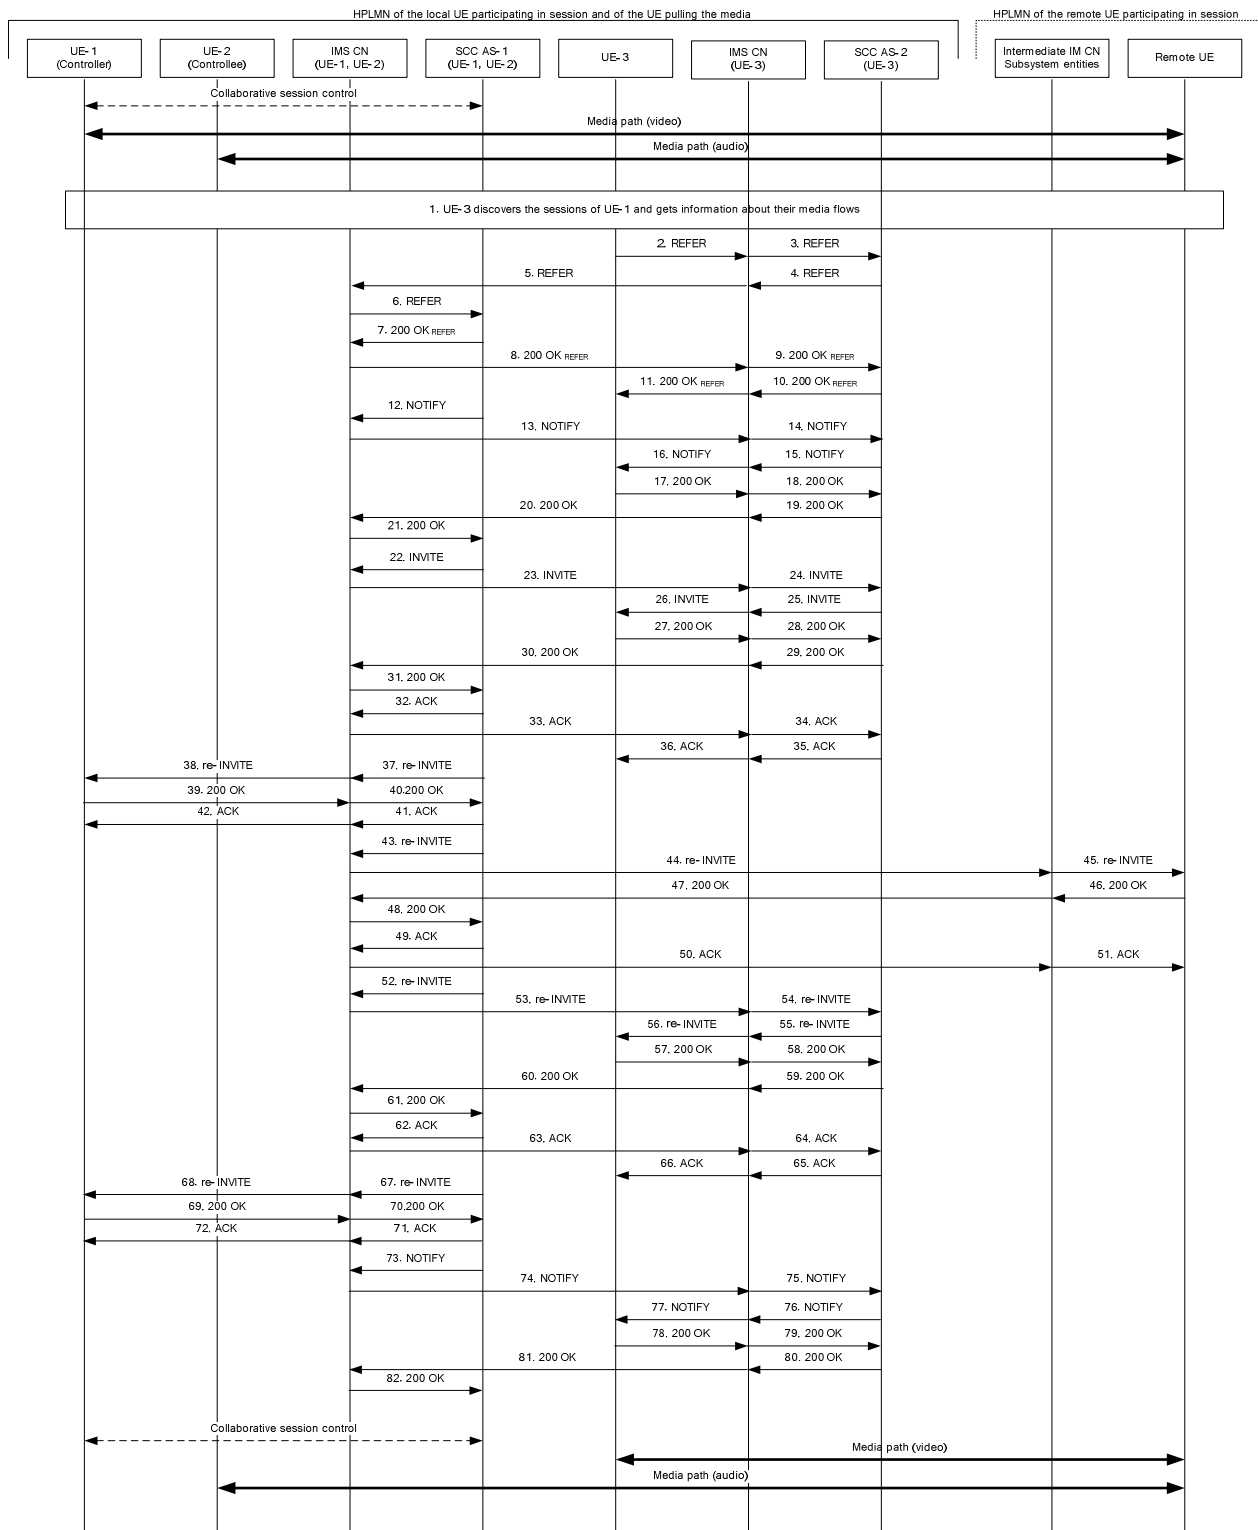 HPLMN of the local UE participating in session and of the UE pulling the media
HPLMN of the remote UE participating in session
UE-1
(Controller)
UE-2
(Controllee)
IMS CN
(UE-1, UE-2)
SCC AS-1
(UE-1, UE-2)
UE-3
IMS CN
(UE-3)
SCC AS-2
(UE-3)
Intermediate IM CN
Subsystem entities
Remote UE
Collaborative session control
Media path (video)
Media path (audio)
1. UE-3 discovers the sessions of UE-1 and gets information about their media flows
2. REFER
3. REFER
5. REFER
4. REFER
6. REFER
7. 200 OK REFER
8. 200 OK REFER
9. 200 OK REFER
11. 200 OK REFER
10. 200 OK REFER
12. NOTIFY
13. NOTIFY
14. NOTIFY
16. NOTIFY
15. NOTIFY
17. 200 OK
18. 200 OK
20. 200 OK
19. 200 OK
21. 200 OK
22. INVITE
23. INVITE
24. INVITE
26. INVITE
25. INVITE
27. 200 OK
28. 200 OK
30. 200 OK
29. 200 OK
31. 200 OK
32. ACK
33. ACK
34. ACK
36. ACK
35. ACK
38. re-INVITE
37. re-INVITE
39. 200 OK
40.200 OK
42. ACK
41. ACK
43. re-INVITE
44. re-INVITE
45. re-INVITE
47. 200 OK
46. 200 OK
48. 200 OK
49. ACK
50. ACK
51. ACK
52. re-INVITE
53. re-INVITE
54. re-INVITE
56. re-INVITE
55. re-INVITE
57. 200 OK
58. 200 OK
60. 200 OK
59. 200 OK
61. 200 OK
62. ACK
63. ACK
64. ACK
66. ACK
65. ACK
68. re-INVITE
67. re-INVITE
69. 200 OK
70.200 OK
72. ACK
71. ACK
73. NOTIFY
74. NOTIFY
75. NOTIFY
77. NOTIFY
76. NOTIFY
78. 200 OK
79. 200 OK
81. 200 OK
80. 200 OK
82. 200 OK
Collaborative session control
Media path (video)
Media path (audio)